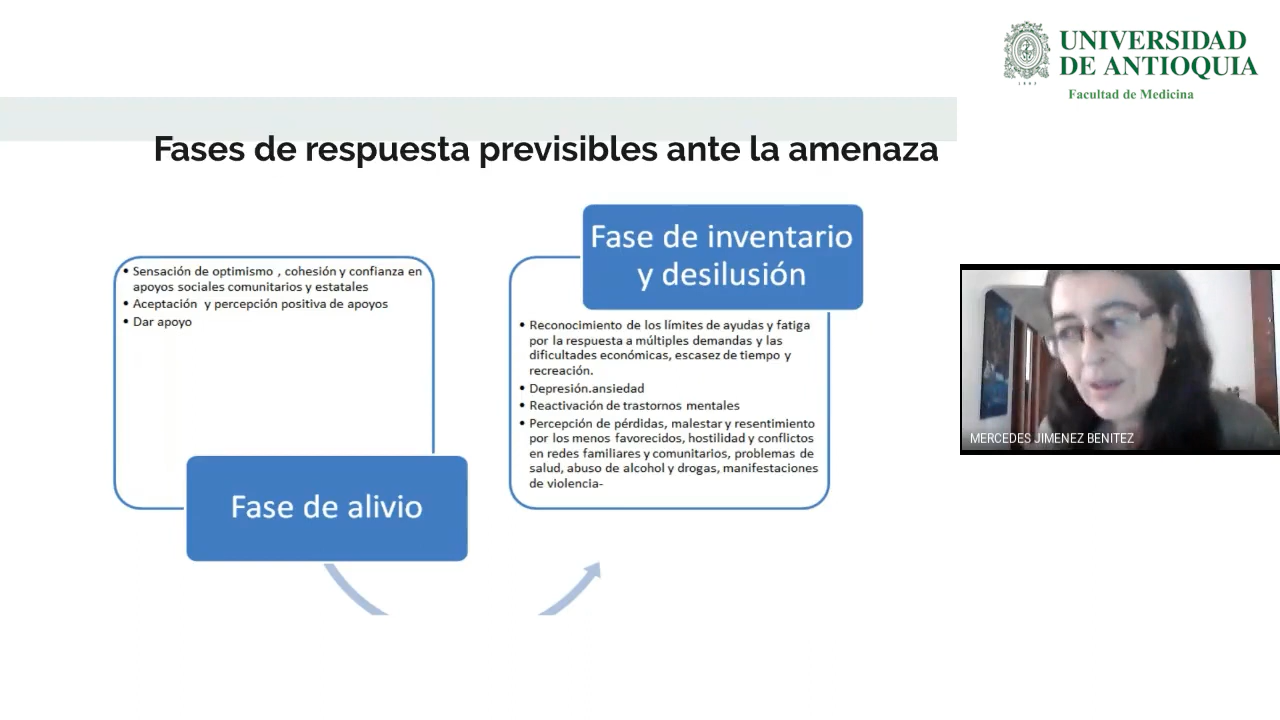 UNIVERSIDAD
DE ANTIOQUIA
1803
Facultad de Medicina
Fases de respuesta previsibles ante la amenaza
• Sensación de optimismo , cohesión y confianza en
apoyos sociales comunitarios y estatales
• Aceptación y percepción positiva de apoyos
• Dar apoyo
Fase de alivio
Fase de inventario
y desilusión
• Reconocimiento de los límites de ayudas y fatiga
por la respuesta a múltiples demandas y las
dificultades económicas, escasez de tiempo y
recreación.
• Depresión.ansiedad
• Reactivación de trastornos mentales
• Percepción de pérdidas, malestar y resentimiento
por los menos favorecidos, hostilidad y conflictos
en redes familiares y comunitarios, problemas de
salud, abuso de alcohol y drogas, manifestaciones
de violencia-
MERCEDES JIMENEZ BENITEZ